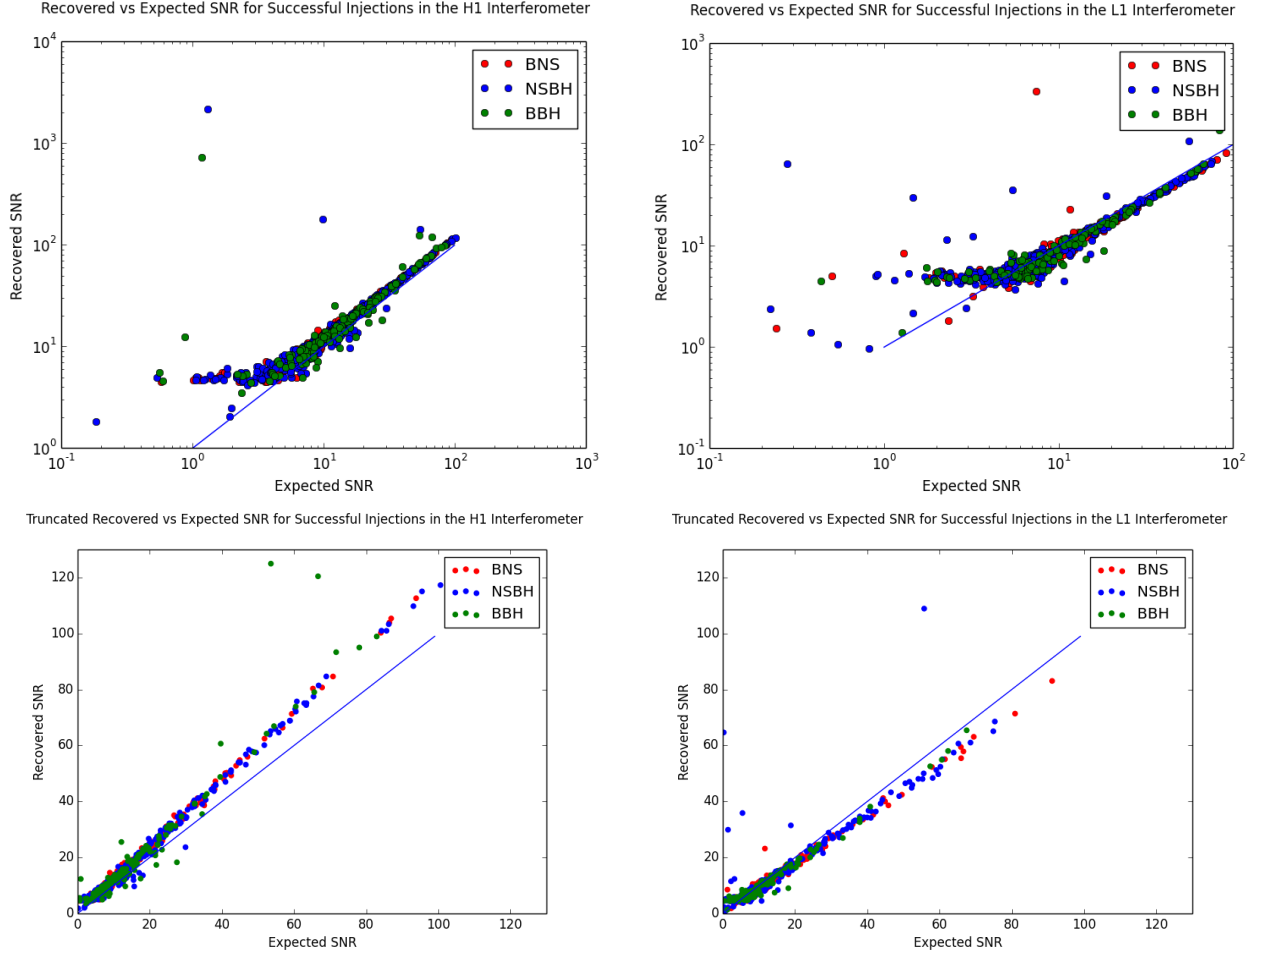 Recovered vs Expected SNR for Successful Injections in the H1 Interferometer
10^4
10^3
10^2
10^1
10^0
10^-1
10^0
10^1
10^2
10^3
Recovered SNR
Expected SNR
BNS
NSBH
BBH
Recovered vs Expected SNR for Successful Injections in the L1 Interferometer
10^3
10^2
10^1
10^0
10^-1
10^-1
10^0
10^1
10^2
Recovered SNR
Expected SNR
BNS
NSBH
BBH
Truncated Recovered vs Expected SNR for Successful Injections in the H1 Interferometer
120
100
80
60
40
20
0
0
20
40
60
80
100
120
Recovered SNR
Expected SNR
BNS
NSBH
BBH
Truncated Recovered vs Expected SNR for Successful Injections in the L1 Interferometer
120
100
80
60
40
20
0
0
20
40
60
80
100
120
Recovered SNR
Expected SNR
BNS
NSBH
BBH